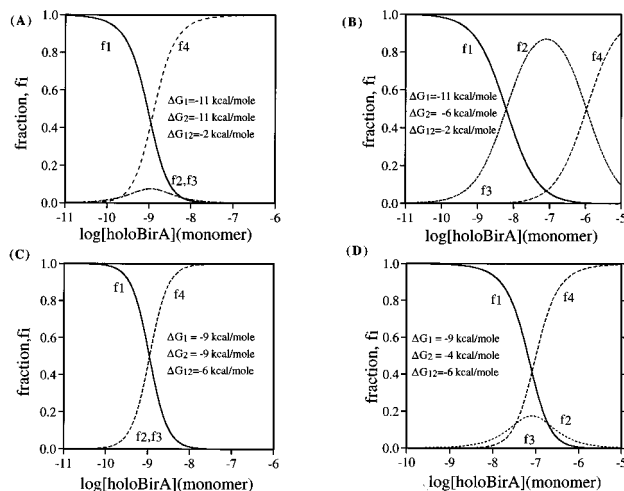 (A)
fraction, fi
1.0
0.8
0.6
0.4
0.2
0.0
f1
f4
ΔG1=-11 kcal/mole
ΔG2=-11 kcal/mole
ΔG12=-2 kcal/mole
f2,f3
-11 -10 -9 -8 -7 -6
log[holoBirA](monomer)
(B)
fraction, fi
1.0
0.8
0.6
0.4
0.2
0.0
f1
f2
f4
ΔG1=-11 kcal/mole
ΔG2= -6 kcal/mole
ΔG12=-2 kcal/mole
f3
-11 -10 -9 -8 -7 -6 -5
log[holoBirA](monomer)
(C)
fraction,fi
1.0
0.8
0.6
0.4
0.2
0.0
f1
f4
ΔG1 = -9 kcal/mole
ΔG2 = -9 kcal/mole
ΔG12=-6 kcal/mole
f2,f3
-11 -10 -9 -8 -7 -6
log[holoBirA](monomer)
(D)
fraction, fi
1.0
0.8
0.6
0.4
0.2
0.0
f1
f4
ΔG1 = -9 kcal/mole
ΔG2 = -4 kcal/mole
ΔG12=-6 kcal/mole
f2
f3
-10 -9 -8 -7 -6 -5
log[holoBirA](monomer)